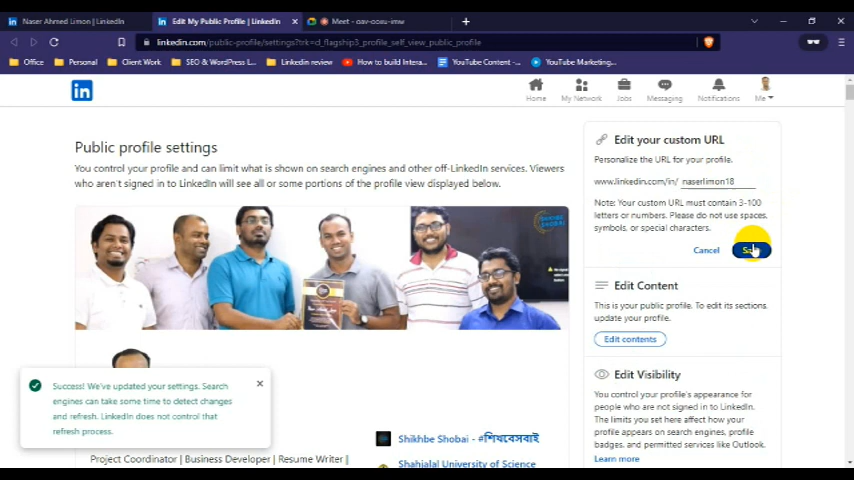 Naser Ahmed Limon | LinkedIn
Edit My Public Profile | LinkedIn
Meet - oav-ooxu-imw
linkedin.com/public-profile/settings?trk=d_flagship3_profile_self_view_public_profile
Office
Personal
Client Work
SEO & WordPress L...
Linkedin review
How to build Intera...
YouTube Content -...
YouTube Marketing...
in
Home
My Network
Jobs
Messaging
Notifications
Me
Public profile settings
You control your profile and can limit what is shown on search engines and other off-LinkedIn services. Viewers
who aren't signed in to LinkedIn will see all or some portions of the profile view displayed below.
Edit your custom URL
Personalize the URL for your profile.
www.linkedin.com/in/ naserlimon18
Note: Your custom URL must contain 3-100
letters or numbers. Please do not use spaces,
symbols, or special characters.
Cancel
Edit Content
This is your public profile. To edit its sections,
update your profile.
Edit contents
Edit Visibility
You control your profile's appearance for
people who are not signed in to LinkedIn.
The limits you set here affect how your
profile appears on search engines, profile
badges, and permitted services like Outlook.
Learn more
Success! We've updated your settings. Search
engines can take some time to detect changes
and refresh. LinkedIn does not control that
refresh process.
Shikhbe Shobai - #শিখবেসবাই
Project Coordinator | Business Developer | Resume Writer |
Shahjalal University of Science